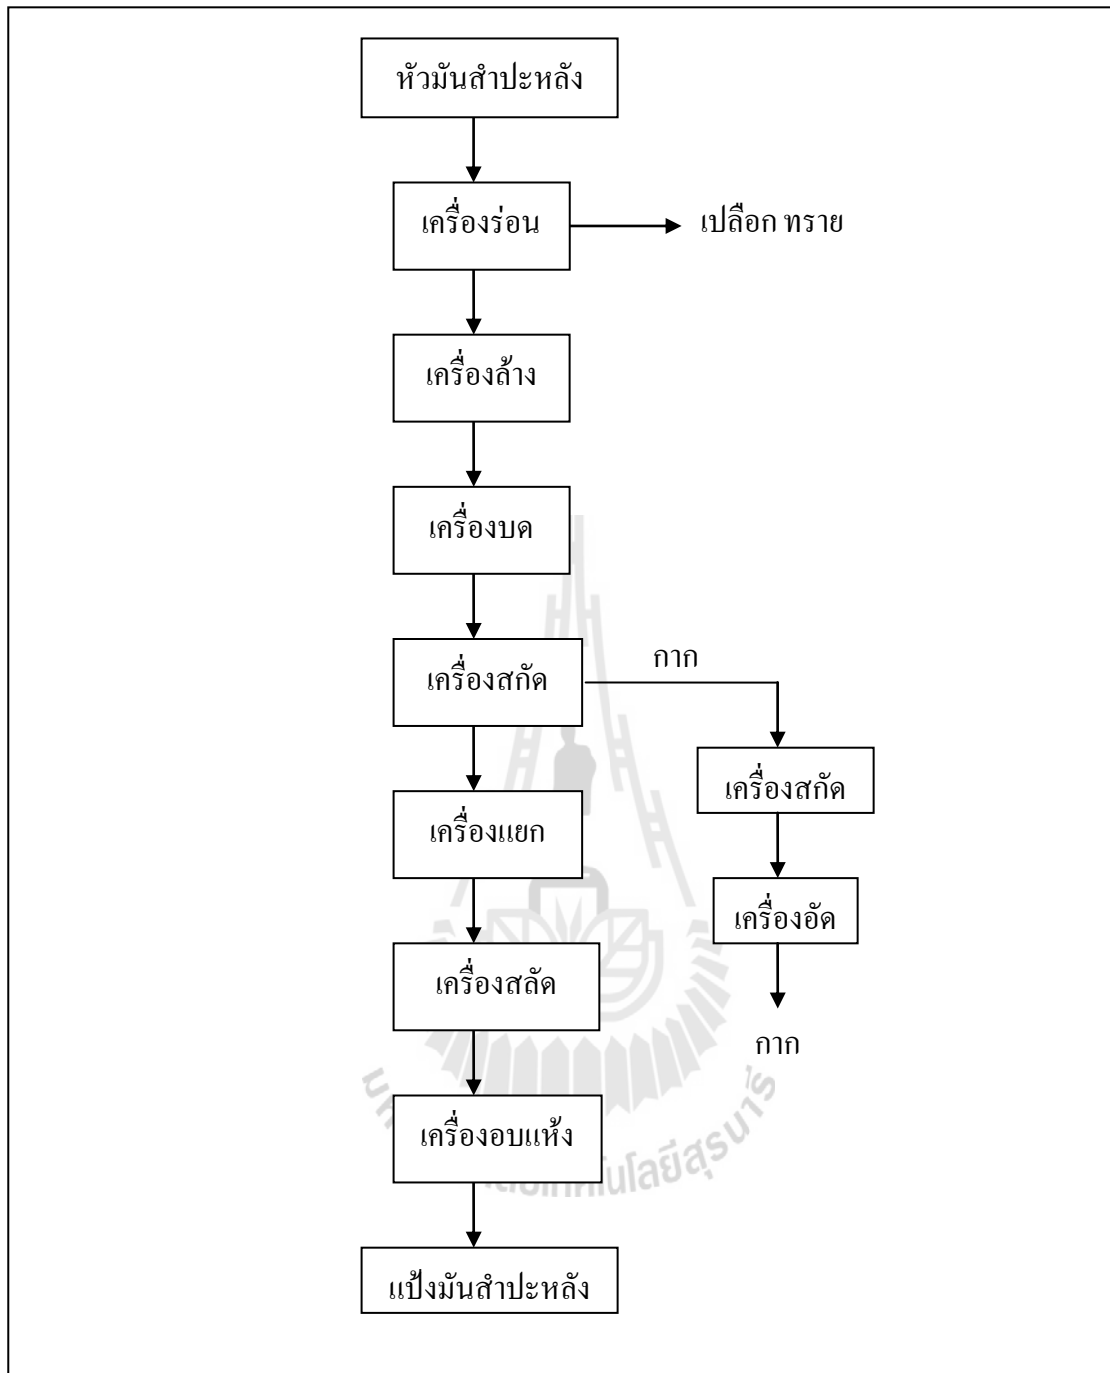 หัวมันสำปะหลัง
เครื่องร่อน
เปลือก ทราย
เครื่องล้าง
เครื่องบด
กาก
เครื่องสกัด
เครื่องสกัด
เครื่องแยก
เครื่องอัด
เครื่องสลัด
กาก
เครื่องอบแห้ง
แป้งมันสำปะหลัง